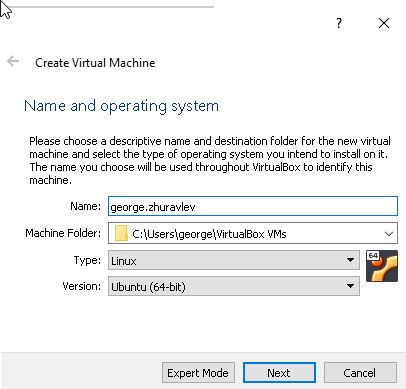 ?
Create Virtual Machine
Name and operating system
Please choose a descriptive name and destination folder for the new virtual
machine and select the type of operating system you intend to install on it.
The name you choose will be used throughout VirtualBox to identify this
machine.
Name: george.zhuravlev
Machine Folder: C:\Users\george\VirtualBox VMs
Type: Linux
64
Version: Ubuntu (64-bit)
Expert Mode Next Cancel